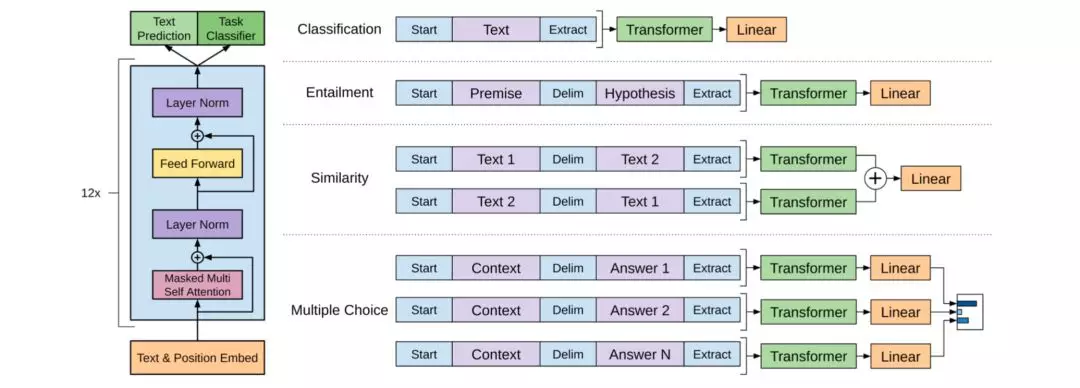 Text
Prediction
Task
Classifier
Layer Norm
Feed Forward
12x
Layer Norm
Masked Multi
Self Attention
Text & Position Embed
Classification
Start
Text
Extract
Transformer
Linear
Entailment
Start
Premise
Delim
Hypothesis
Extract
Transformer
Linear
Similarity
Start
Text 1
Delim
Text 2
Extract
Transformer
Start
Text 2
Delim
Text 1
Extract
Transformer
Linear
Multiple Choice
Start
Context
Delim
Answer 1
Extract
Transformer
Linear
Start
Context
Delim
Answer 2
Extract
Transformer
Linear
Start
Context
Delim
Answer N
Extract
Transformer
Linear